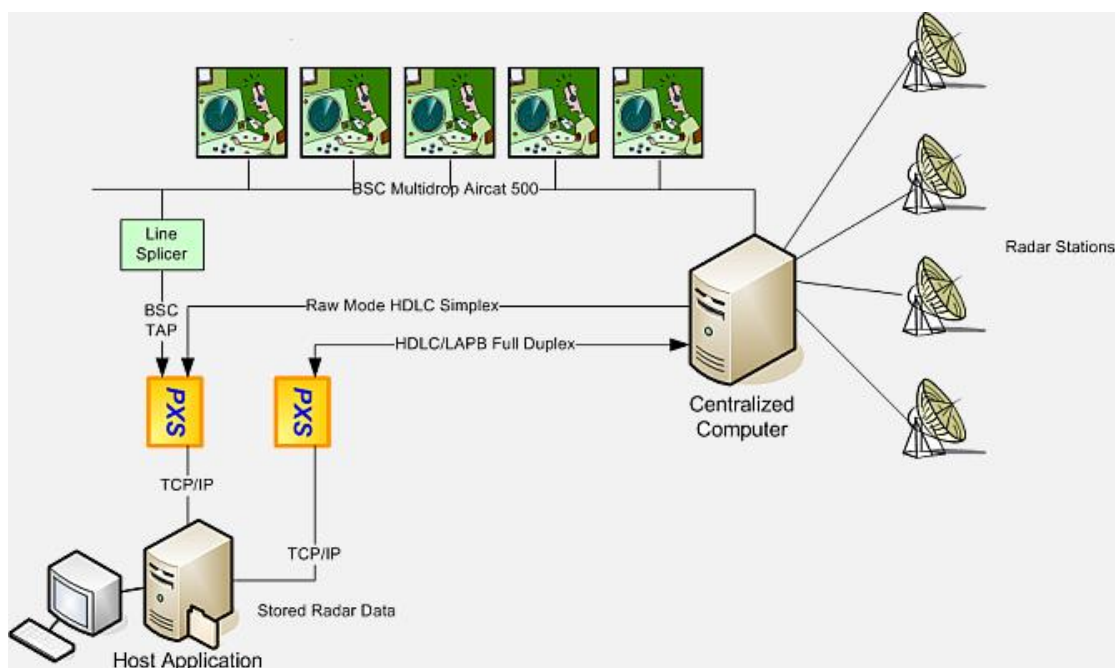 BSC Multidrop Aircat 500
Line
Splicer
Radar Stations
BSC
TAP
Raw Mode HDLC Simplex
HDLC/LAPB Full Duplex
PXS
PXS
Centralized
Computer
TCP/IP
TCP/IP
Stored Radar Data
Host Application